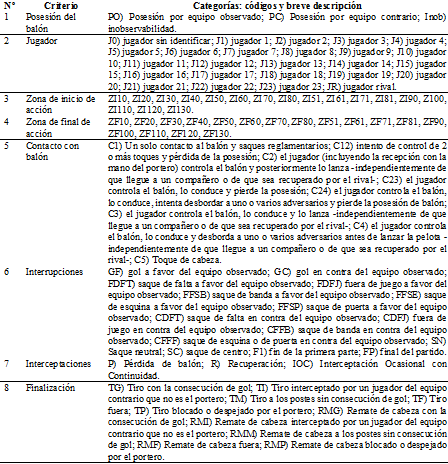 Nº Criterio Categorías: códigos y breve descripción
1 Posesión del balón PO) Posesión por equipo observado; PC) Posesión por equipo contrario; Inob) inobservabilidad.
2 Jugador J0) jugador sin identificar; J1) jugador 1; J2) jugador 2; J3) jugador 3; J4) jugador 4;
J5) jugador 5; J6) jugador 6; J7) jugador 7; J8) jugador 8; J9) jugador 9; J10) jugador
10; J11) jugador 11; J12) jugador 12; J13) jugador 13; J14) jugador 14; J15) jugador
15; J16) jugador 16; J17) jugador 17; J18) jugador 18; J19) jugador 19; J20) jugador
20; J21) jugador 21; J22) jugador 22; J23) jugador 23; JR) jugador rival.
3 Zona de inicio de acción ZI10, ZI20, ZI30, ZI40, ZI50, ZI60, ZI70, ZI80, ZI51, ZI61, ZI71, ZI81, ZI90, Z100,
ZI110, ZI120, ZI130.
4 Zona de final de acción ZF10, ZF20, ZF30, ZF40, ZF50, ZF60, ZF70, ZF80, ZF51, ZF61, ZF71, ZF81, ZF90,
ZF100, ZF110, ZF120, ZF130.
5 Contacto con balón C1) Un solo contacto al balón y saques reglamentarios; C12) intento de control de 2
o más toques y pérdida de la posesión; C2) el jugador (incluyendo la recepción con la
mano del portero) controla el balón y posteriormente lo lanza -independientemente de
que llegue a un compañero o de que sea recuperado por el rival-; C23) el jugador
controla el balón, lo conduce y pierde la posesión; C24) el jugador controla el balón,
lo conduce, intenta desbordar a uno o varios adversarios y pierde la posesión de balón;
C3) el jugador controla el balón, lo conduce y lo lanza -independientemente de que
llegue a un compañero o de que sea recuperado por el rival-; C4) el jugador controla
el balón, lo conduce y desborda a uno o varios adversarios antes de lanzar la pelota -
independientemente de que llegue a un compañero o de que sea recuperado por el
rival-; C5) Toque de cabeza.
6 Interrupciones GF) gol a favor del equipo observado; GC) gol en contra del equipo observado;
FDFT) saque de falta a favor del equipo observado; FDFJ) fuera de juego a favor del
equipo observado; FFSB) saque de banda a favor del equipo observado; FFSE) saque
de esquina a favor del equipo observado; FFSP) saque de puerta a favor del equipo
observado; CDFT) saque de falta en contra del equipo observado; CDFJ) fuera de
juego en contra del equipo observado; CFFB) saque de banda en contra del equipo
observado; CFFF) saque de esquina o de puerta en contra del equipo observado; SN)
Saque neutral; SC) saque de centro; F1) fin de la primera parte; FP) final del partido.
7 Interceptaciones P) Pérdida de balón; R) Recuperación; IOC) Interceptación Ocasional con
Continuidad.
8 Finalización TG) Tiro con la consecución de gol; TI) Tiro interceptado por un jugador del equipo
contrario que no es el portero; TM) Tiro a los postes sin consecución de gol; TF) Tiro
fuera; TP) Tiro blocado o despejado por el portero; RMG) Remate de cabeza con la
consecución de gol; RMI) Remate de cabeza interceptado por un jugador del equipo
contrario que no es el portero; RMM) Remate de cabeza a los postes sin consecución
de gol; RMF) Remate de cabeza fuera; RMP) Remate de cabeza blocado o despejado
por el portero.